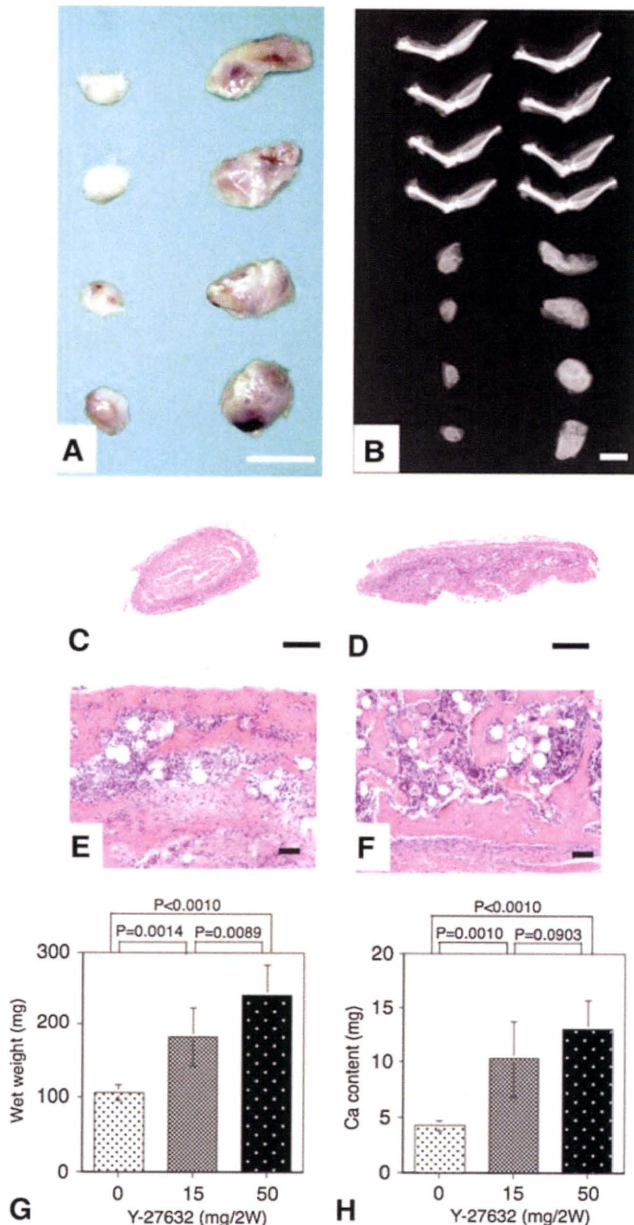 A
B
C
D
E
F
P<0.0010
P=0.0014
P=0.0089
300
200
100
0
Wet weight (mg)
0
15
50
G
Y-27632 (mg/2W)
P<0.0010
P=0.0010
P=0.0903
20
15
10
5
0
Ca content (mg)
0
15
50
H
Y-27632 (mg/2W)